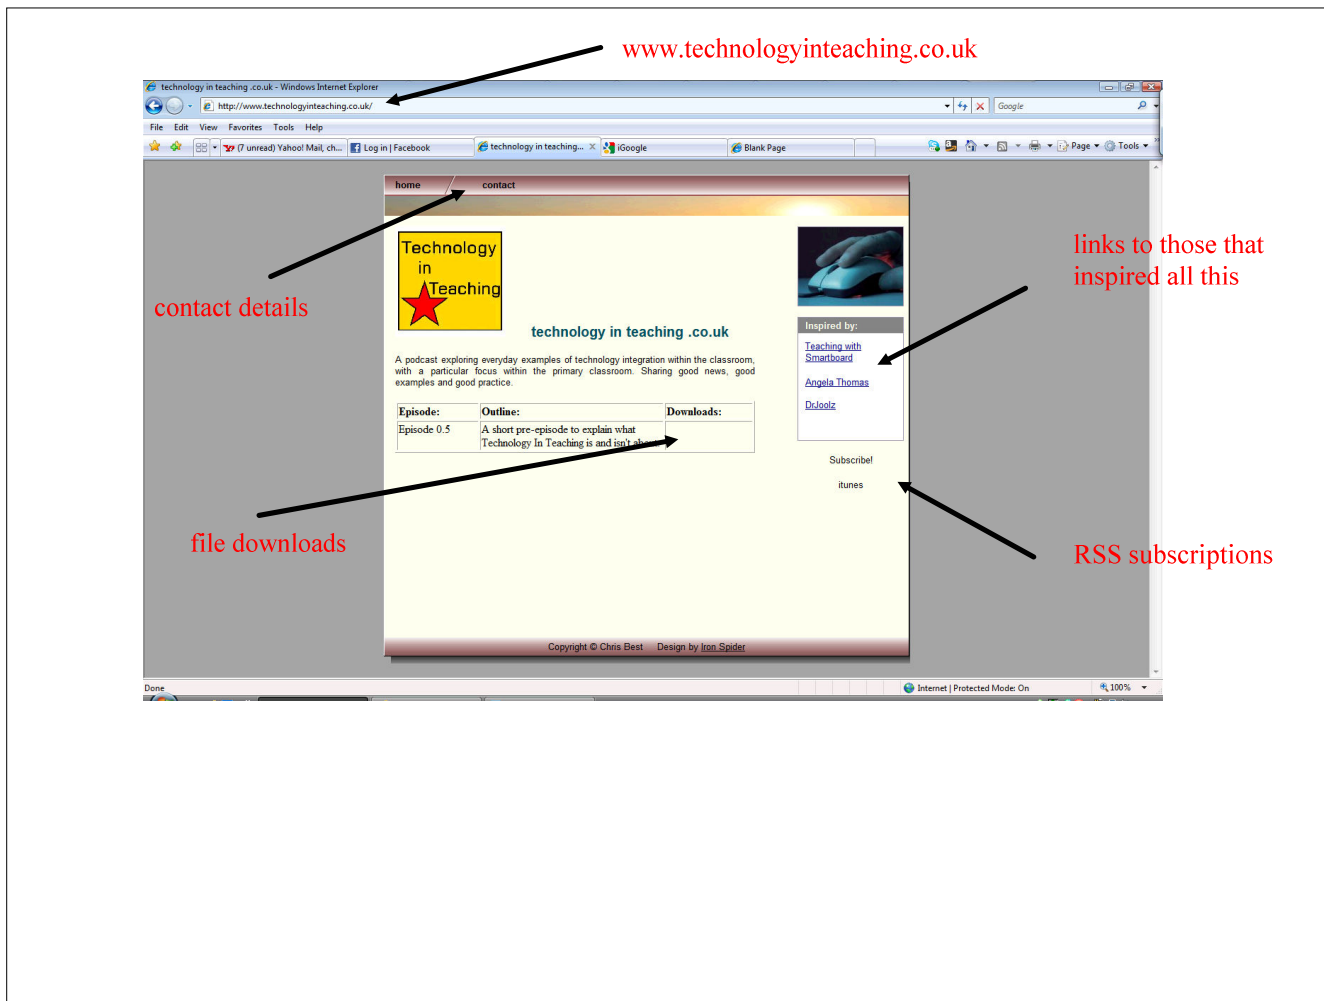 www.technologyinteaching.co.uk
technology in teaching .co.uk - Windows Internet Explorer
http://www.technologyinteaching.co.uk/
Google
File Edit View Favorites Tools Help
(7 unread) Yahoo! Mail, ch... Log in | Facebook technology in teaching... iGoogle Blank Page Page Tools
home contact
Technology
in
Teaching
technology in teaching .co.uk
A podcast exploring everyday examples of technology integration within the classroom,
with a particular focus within the primary classroom. Sharing good news, good
examples and good practice.
Episode: Outline: Downloads:
Episode 0.5 A short pre-episode to explain what
Technology In Teaching is and isn't about.
Inspired by:
Teaching with
Smartboard
Angela Thomas
DrJoolz
Subscribe!
itunes
contact details
links to those that
inspired all this
file downloads
RSS subscriptions
Copyright © Chris Best Design by Iron Spider
Done Internet | Protected Mode: On 100%